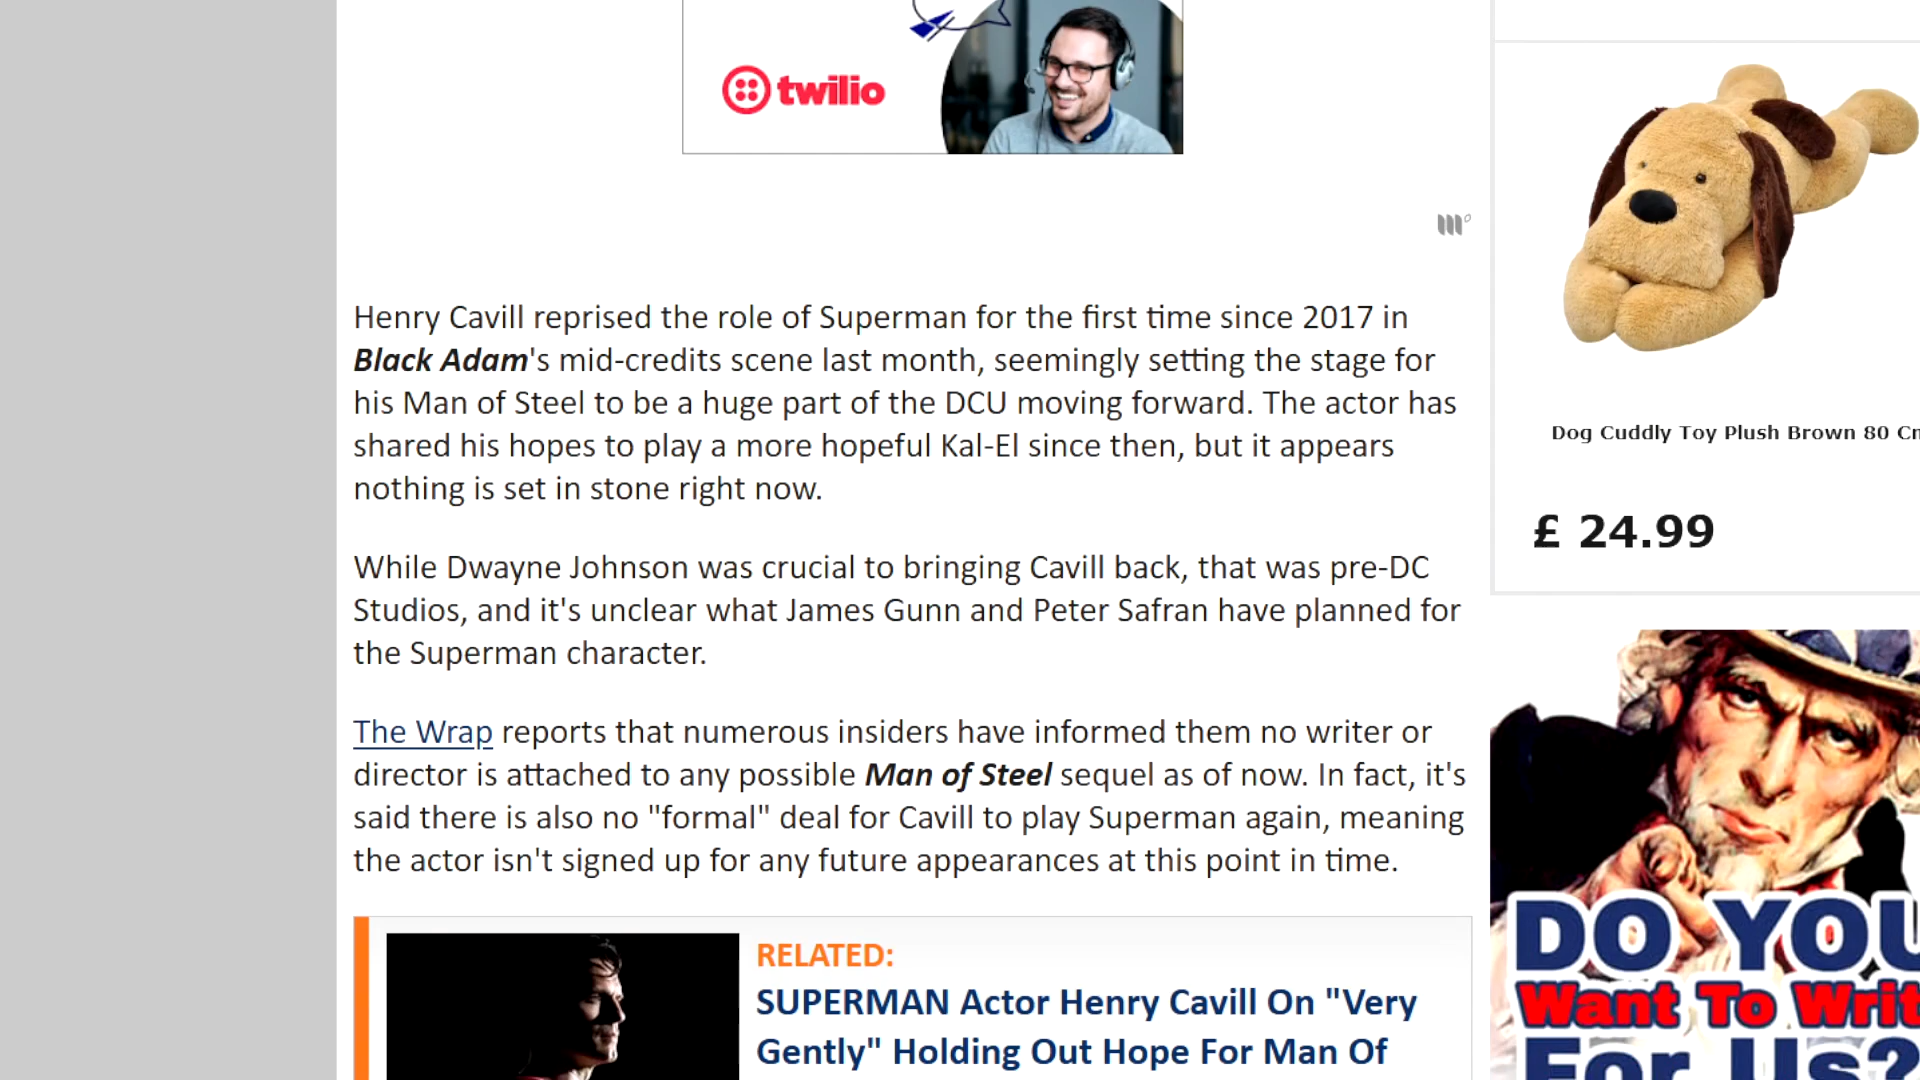 twilio
Henry Cavill reprised the role of Superman for the first time since 2017 in
Black Adam's mid-credits scene last month, seemingly setting the stage for
his Man of Steel to be a huge part of the DCU moving forward. The actor has
shared his hopes to play a more hopeful Kal-El since then, but it appears
nothing is set in stone right now.
While Dwayne Johnson was crucial to bringing Cavill back, that was pre-DC
Studios, and it's unclear what James Gunn and Peter Safran have planned for
the Superman character.
The Wrap reports that numerous insiders have informed them no writer or
director is attached to any possible Man of Steel sequel as of now. In fact, it's
said there is also no "formal" deal for Cavill to play Superman again, meaning
the actor isn't signed up for any future appearances at this point in time.
RELATED:
SUPERMAN Actor Henry Cavill On "Very
Gently" Holding Out Hope For Man Of
Dog Cuddly Toy Plush Brown 80
£ 24.99
DO YOU
Want To Writ
For Us?